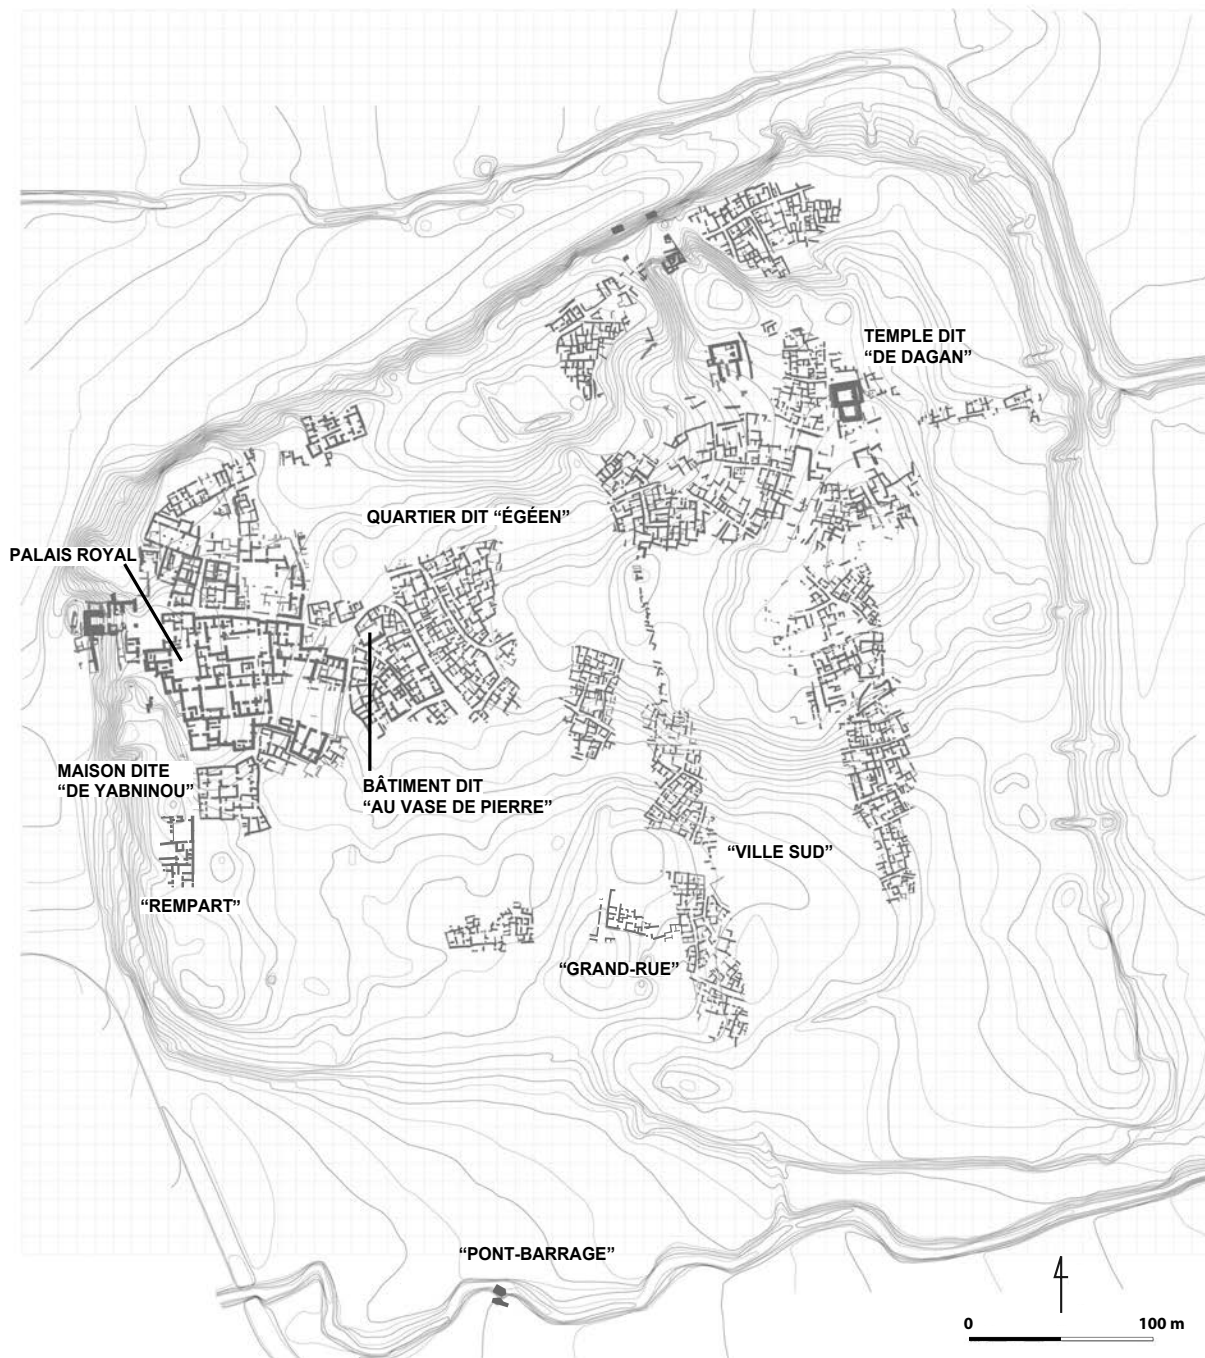 TEMPLE DIT
“DE DAGAN”
QUARTIER DIT “ÉGÉEN”
PALAIS ROYAL
MAISON DITE
“DE YABNINOU”
BÂTIMENT DIT
“AU VASE DE PIERRE”
“VILLE SUD”
“REMPART”
“GRAND-RUE”
“PONT-BARRAGE”
0 100 m